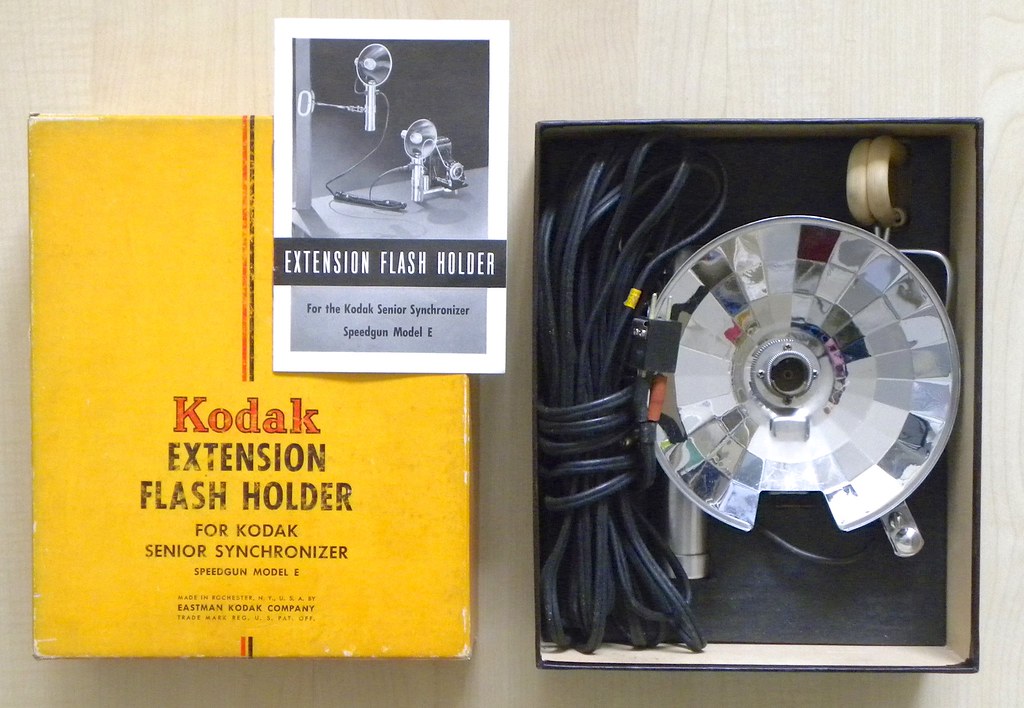 EXTENSION FLASH HOLDER
For the Kodak Senior Synchronizer
Speedgun Model E
Kodak
EXTENSION
FLASH HOLDER
FOR KODAK
SENIOR SYNCHRONIZER
SPEEDGUN MODEL E
MADE IN ROCHESTER, N. Y., U. S. A. BY
EASTMAN KODAK COMPANY
TRADE MARK REG. U. S. PAT. OFF.